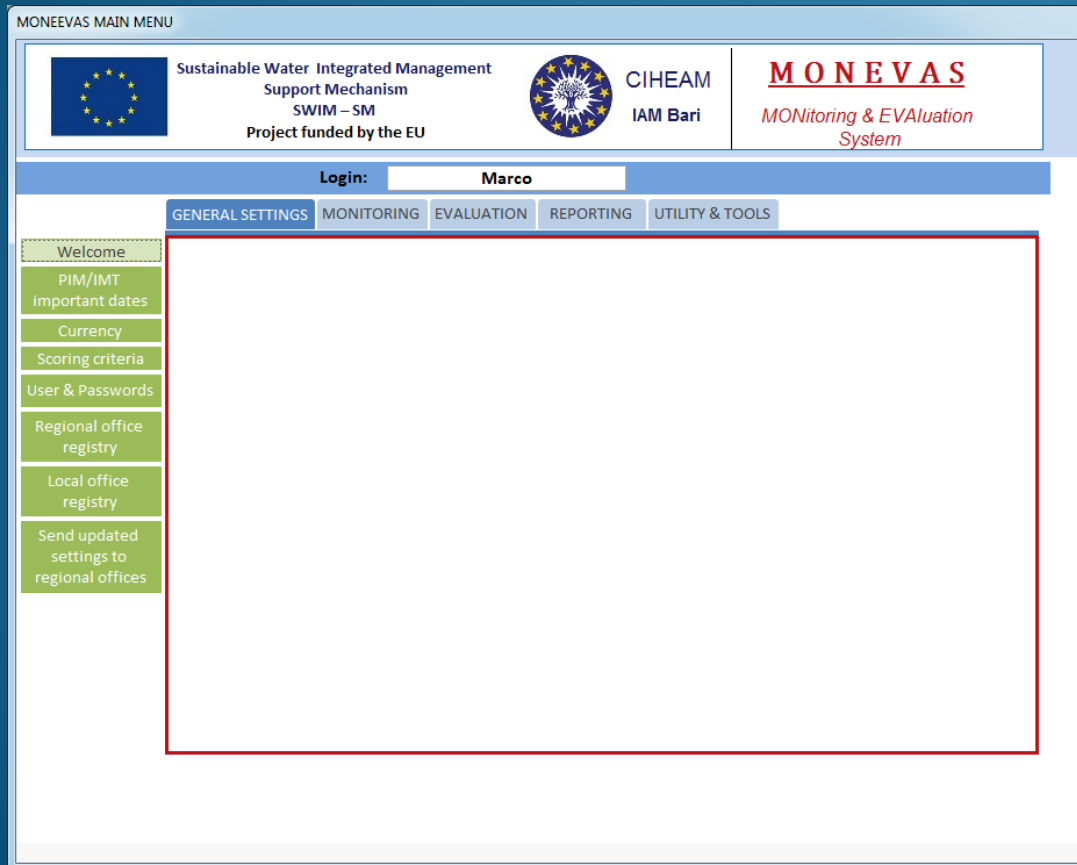 MONEEVAS MAIN MENU
Sustainable Water Integrated Management
Support Mechanism
SWIM – SM
Project funded by the EU
CIHEAM
IAM Bari
M O N E V A S
MONitoring & EVAluation
System
Login: Marco
GENERAL SETTINGS MONITORING EVALUATION REPORTING UTILITY & TOOLS
Welcome
PIM/IMT
important dates
Currency
Scoring criteria
User & Passwords
Regional office
registry
Local office
registry
Send updated
settings to
regional offices